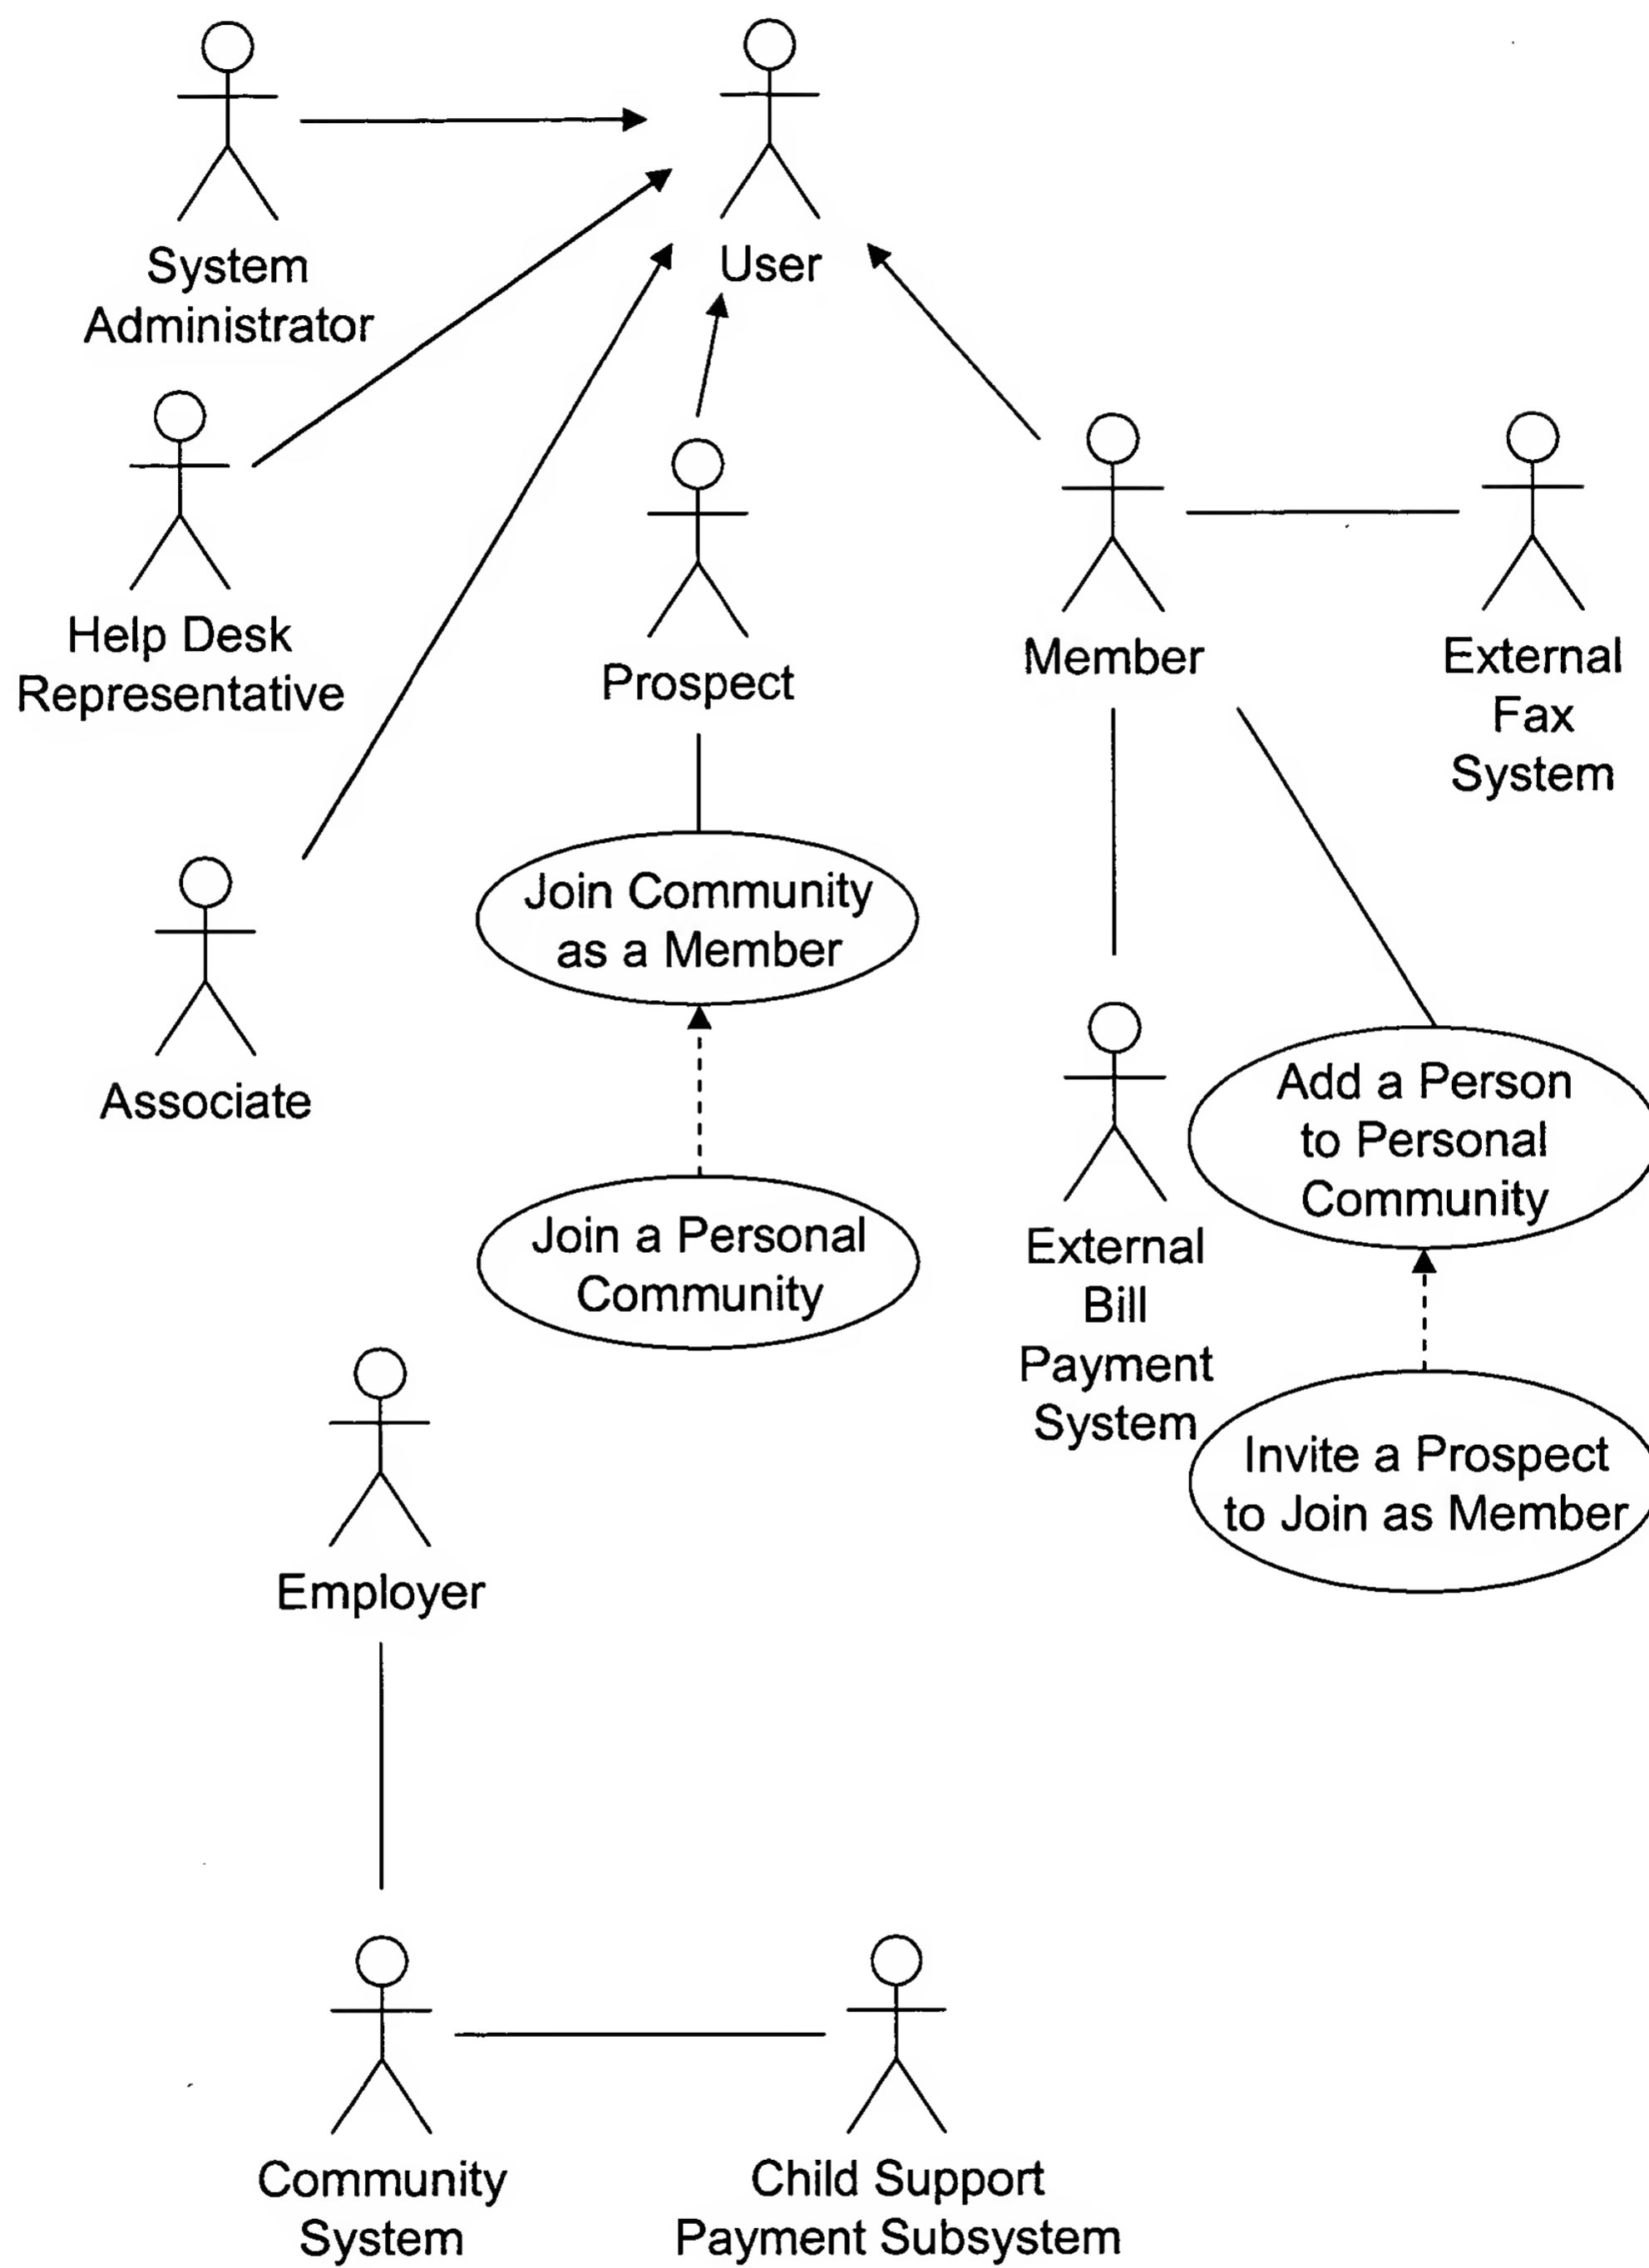 System
Administrator
User
Help Desk
Representative
Prospect
Member
External
Fax
System
Join Community
as a Member
Associate
Add a Person
to Personal
Community
Join a Personal
Community
External
Bill
Payment
System
Invite a Prospect
to Join as Member
Employer
Community
System
Child Support
Payment Subsystem